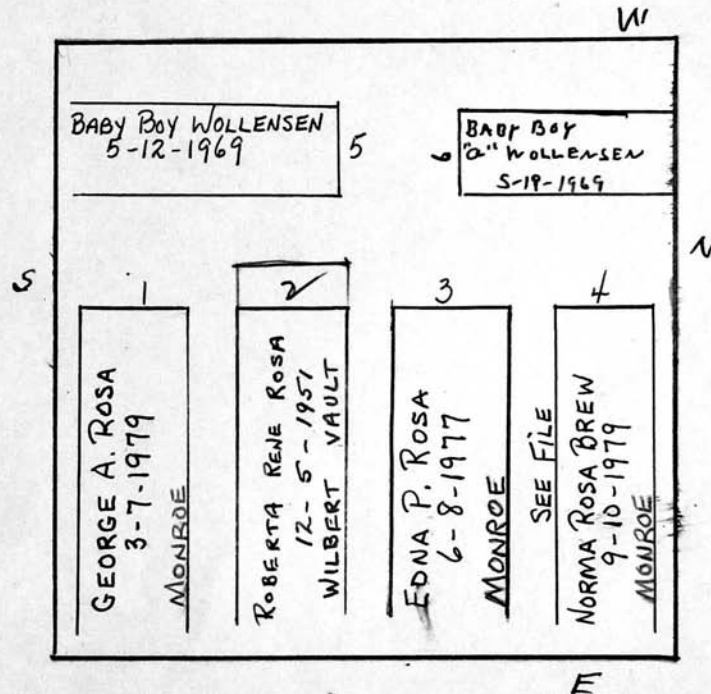 W
BABY BOY WOLLENSEN
5-12-1969
5
6
BABY BOY
"a" WOLLENSEN
5-19-1969
S
N
1
2
3
4
GEORGE A. ROSA
3-7-1979
MONROE
ROBERTA RENE ROSA
12-5-1951
WILBERT VAULT
EDNA P. ROSA
6-8-1977
MONROE
SEE FILE
NORMA ROSA BREW
9-10-1979
MONROE
E